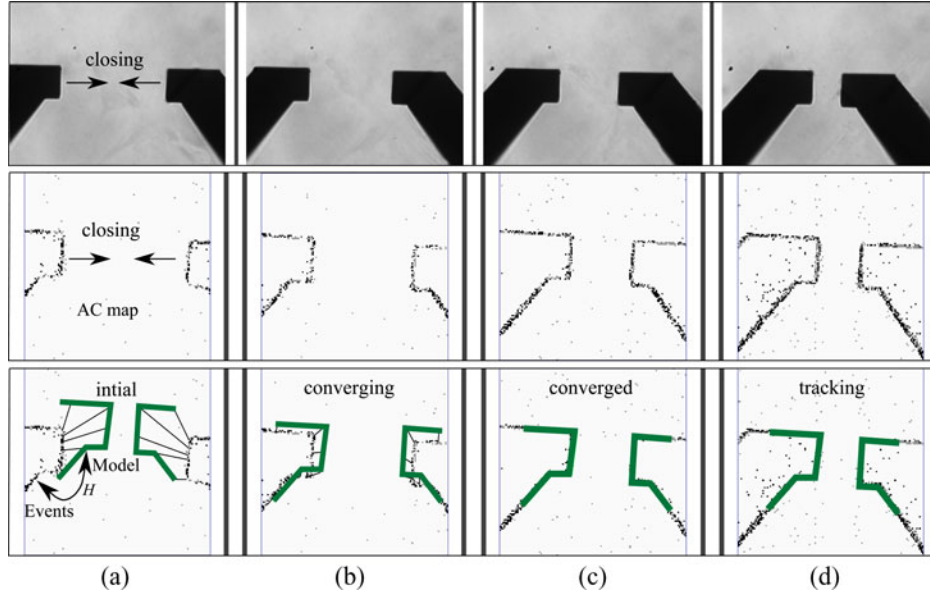 closing
closing
AC map
intial
Model
H
Events
converging
converged
tracking
(a)
(b)
(c)
(d)